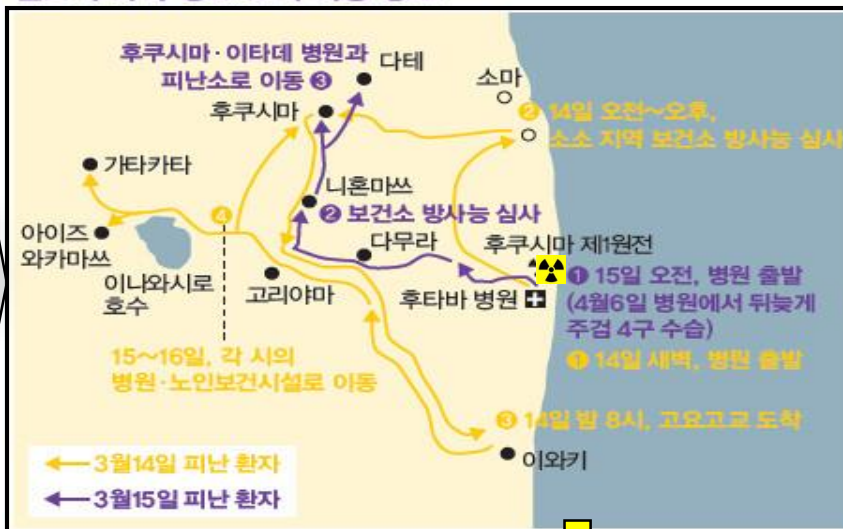 후쿠시마·이타데 병원과
피난소로 이동 ❸
다테
소마
후쿠시마
❷ 14일 오전~오후,
소소 지역 보건소 방사능 심사
가타카타
니혼마쓰
❹
❷ 보건소 방사능 심사
아이즈
와카마쓰
다무라
후쿠시마 제1원전
이나와시로
호수
고리야마
후타바 병원
❶ 15일 오전, 병원 출발
(4월6일 병원에서 뒤늦게
주검 4구 수습)
❶ 14일 새벽, 병원 출발
15~16일, 각 시의
병원·노인보건시설로 이동
❸ 14일 밤 8시, 고요고교 도착
이와키
3월14일 피난 환자
3월15일 피난 환자